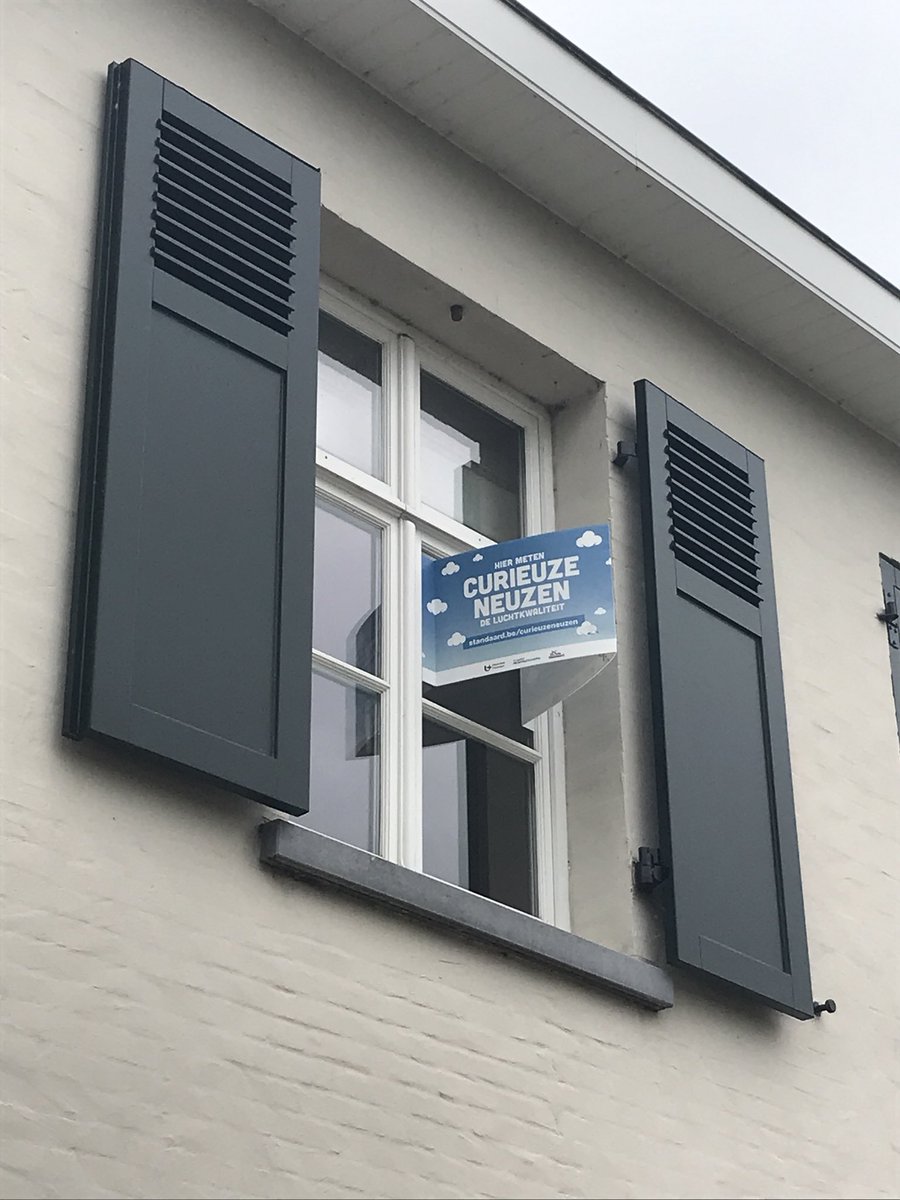 HIER METEN
CURIEUZE
NEUZEN
DE LUCHTKWALITEIT
standaard.be/curieuzeneuzen